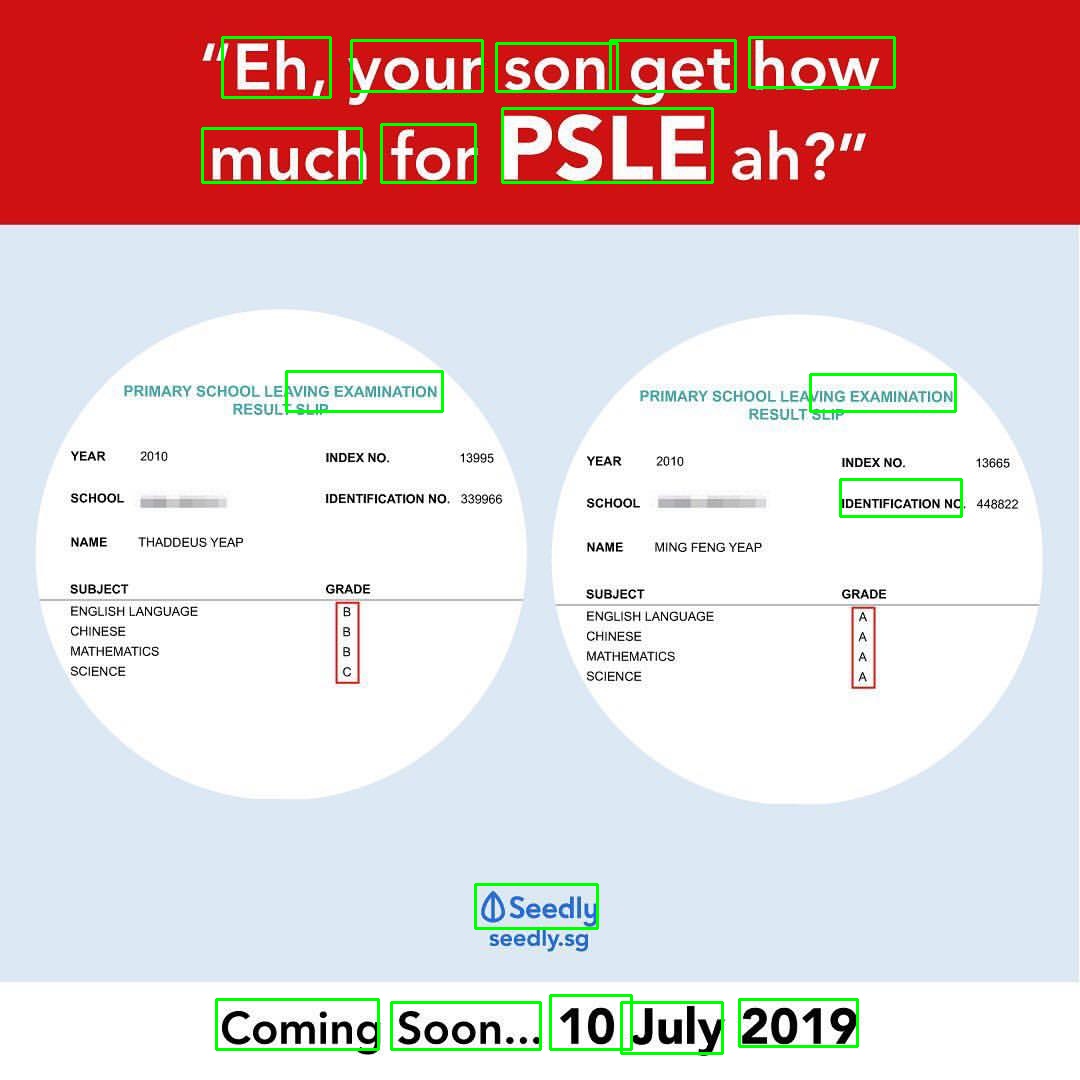 “Eh, your son get how
much for PSLE ah?”
PRIMARY SCHOOL LEAVING EXAMINATION
RESULT SLIP
YEAR 2010 INDEX NO. 13995
SCHOOL IDENTIFICATION NO. 339966
NAME THADDEUS YEAP
SUBJECT GRADE
ENGLISH LANGUAGE B
CHINESE B
MATHEMATICS B
SCIENCE C
PRIMARY SCHOOL LEAVING EXAMINATION
RESULT SLIP
YEAR 2010 INDEX NO. 13665
SCHOOL IDENTIFICATION NO. 448822
NAME MING FENG YEAP
SUBJECT GRADE
ENGLISH LANGUAGE A
CHINESE A
MATHEMATICS A
SCIENCE A
Seedly
seedly.sg
Coming Soon... 10 July 2019